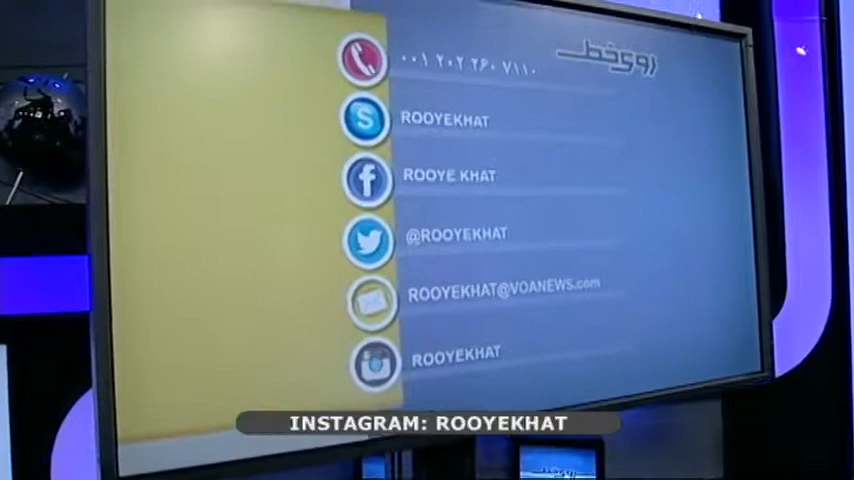 روی خط
۰۰۱ ۲۰۲ ۲۶۰ ۷۱۱۰
ROOYEKHAT
ROOYE KHAT
@ROOYEKHAT
ROOYEKHAT@VOANEWS.com
ROOYEKHAT
INSTAGRAM: ROOYEKHAT